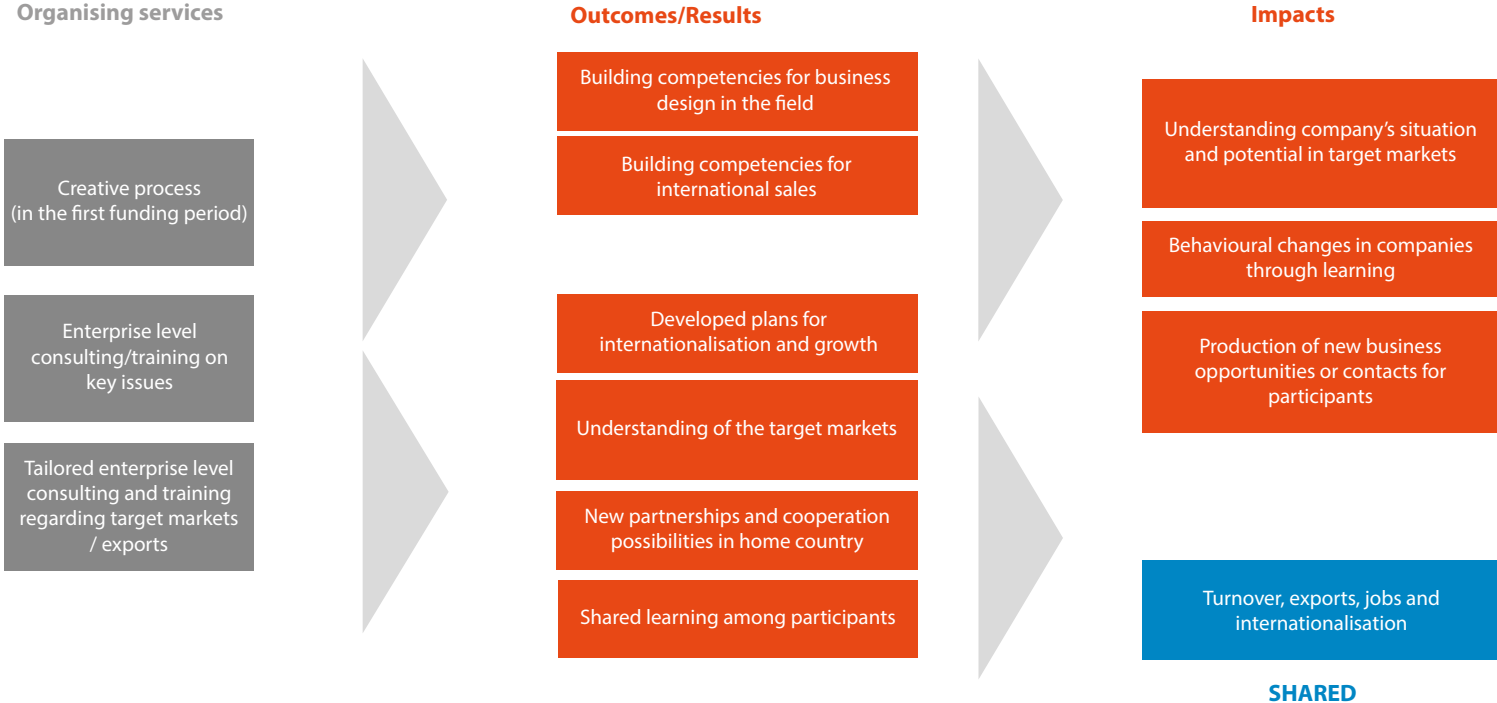 Organising services
Creative process
(in the first funding period)
Enterprise level
consulting/training on
key issues
Tailored enterprise level
consulting and training
regarding target markets
/ exports
Outcomes/Results
Building competencies for business
design in the field
Building competencies for
international sales
Developed plans for
internationalisation and growth
Understanding of the target markets
New partnerships and cooperation
possibilities in home country
Shared learning among participants
Impacts
Understanding company’s situation
and potential in target markets
Behavioural changes in companies
through learning
Production of new business
opportunities or contacts for
participants
Turnover, exports, jobs and
internationalisation
SHARED